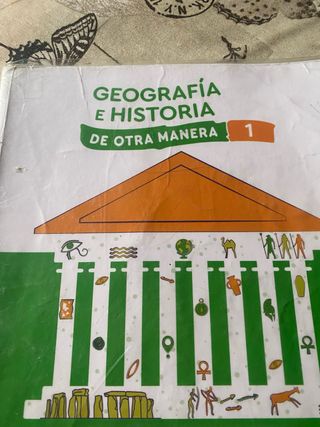 GEOGRAFÍA
E HISTORIA
DE OTRA MANERA 1